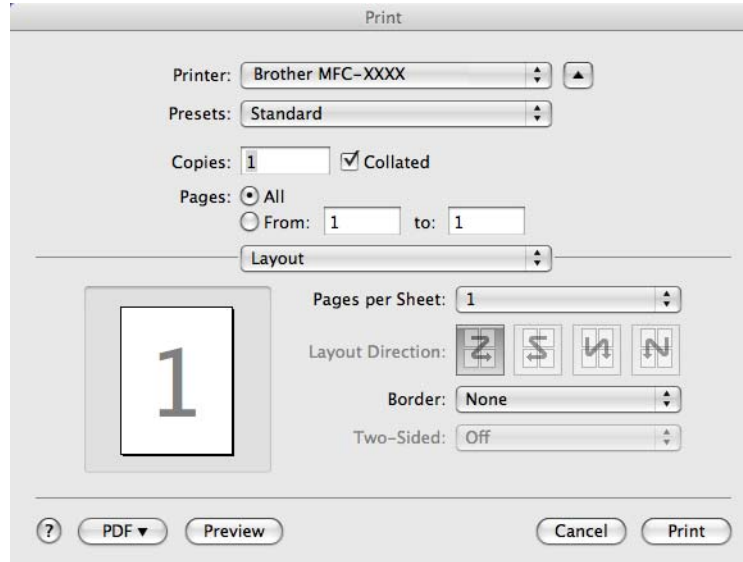 Print
Printer: Brother MFC-XXXX
Presets: Standard
Copies: 1 Collated
Pages: All
From: 1 to: 1
Layout
Pages per Sheet: 1
Layout Direction:
Border: None
Two-Sided: Off
1
? PDF Preview Cancel Print